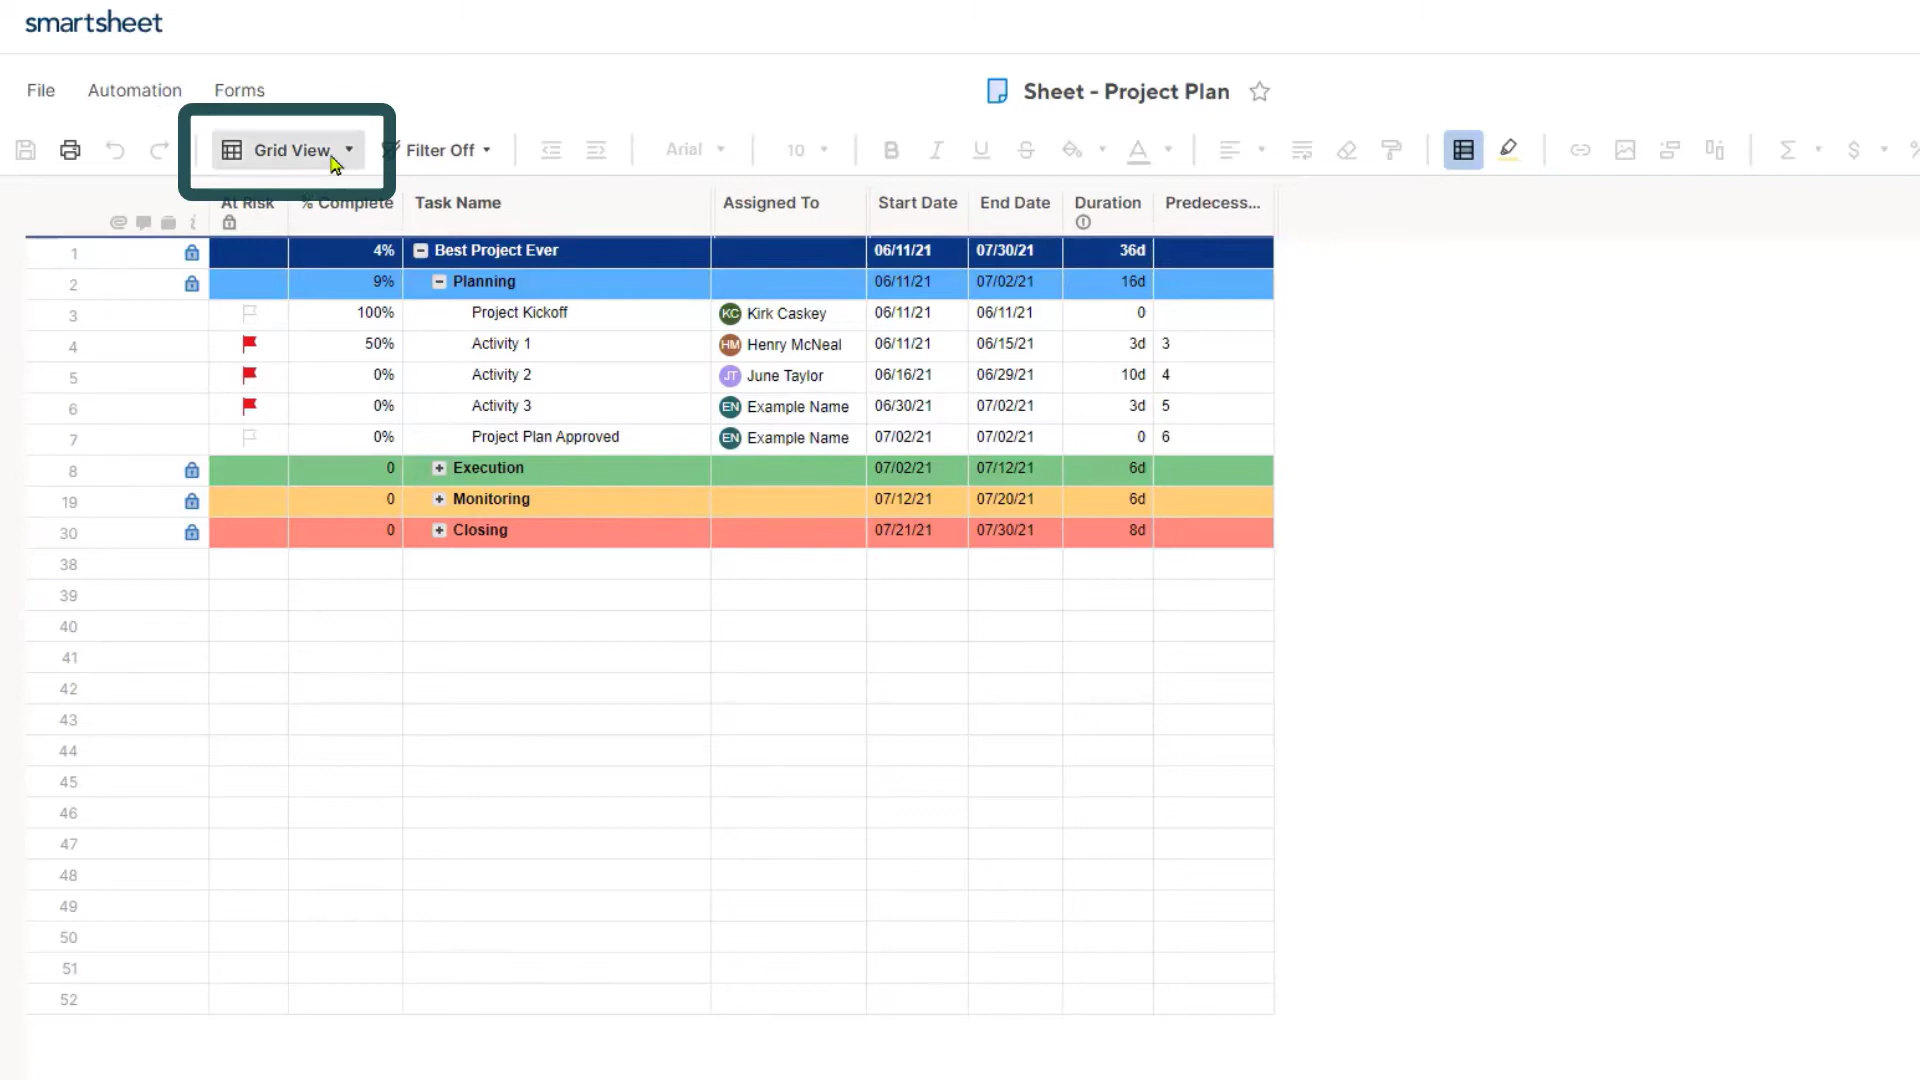 smartsheet
File Automation Forms
Sheet - Project Plan
Grid View Filter Off Arial 10 B I U S A Σ $ %
At Risk % Complete Task Name Assigned To Start Date End Date Duration Predecess...
1 4% Best Project Ever 06/11/21 07/30/21 36d
2 9% Planning 06/11/21 07/02/21 16d
3 100% Project Kickoff KC Kirk Caskey 06/11/21 06/11/21 0
4 50% Activity 1 HM Henry McNeal 06/11/21 06/15/21 3d 3
5 0% Activity 2 JT June Taylor 06/16/21 06/29/21 10d 4
6 0% Activity 3 EN Example Name 06/30/21 07/02/21 3d 5
7 0% Project Plan Approved EN Example Name 07/02/21 07/02/21 0 6
8 0 Execution 07/02/21 07/12/21 6d
19 0 Monitoring 07/12/21 07/20/21 6d
30 0 Closing 07/21/21 07/30/21 8d
38
39
40
41
42
43
44
45
46
47
48
49
50
51
52